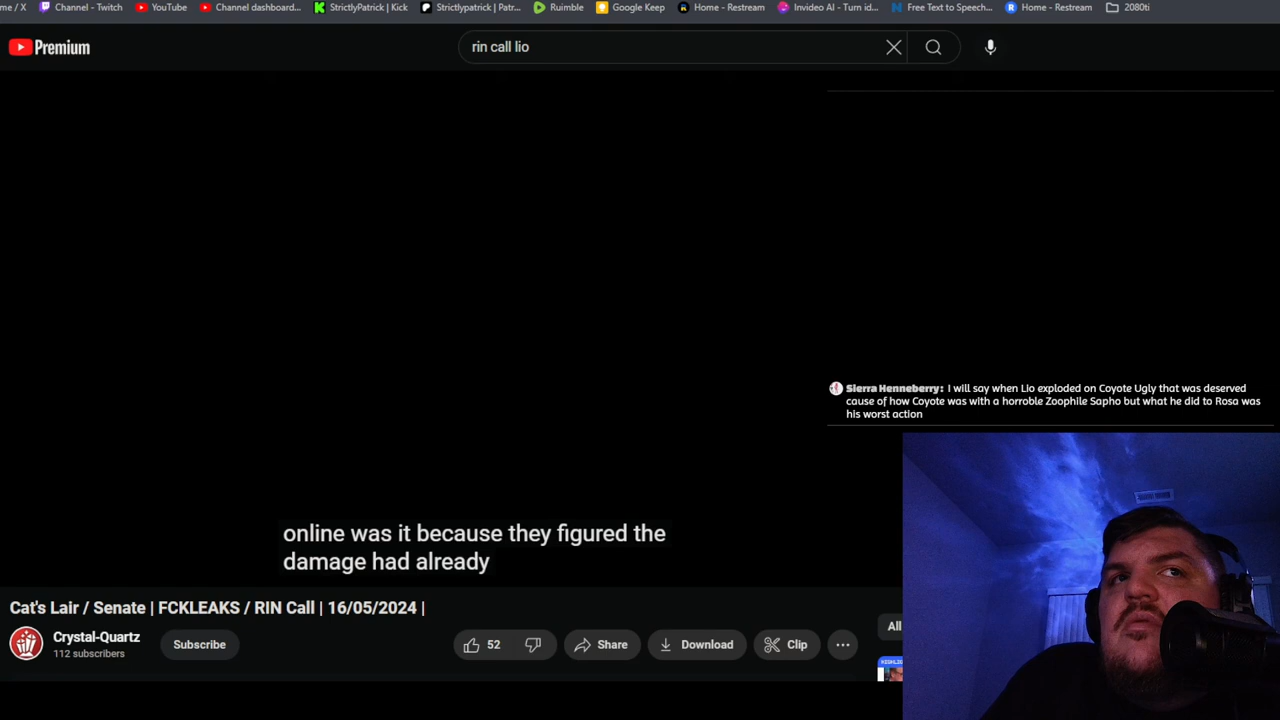 me / X Channel - Twitch YouTube Channel dashboard... StrictlyPatrick | Kick Strictlypatrick | Patr... Rumble Google Keep Home - Restream Invideo AI - Turn id... Free Text to Speech... Home - Restream 2080ti
Premium
rin call lio
Sierra Henneberry: I will say when Lio exploded on Coyote Ugly that was deserved
cause of how Coyote was with a horroble Zoophile Sapho but what he did to Rosa was
his worst action
online was it because they figured the
damage had already
Cat's Lair / Senate | FCKLEAKS / RIN Call | 16/05/2024 |
All
Crystal-Quartz
112 subscribers
Subscribe
52
Share
Download
Clip